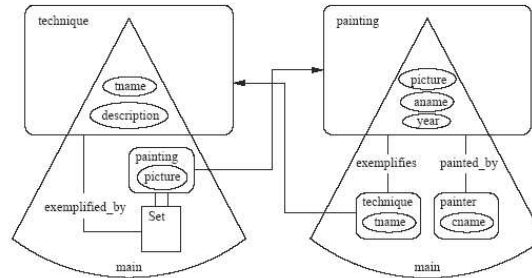 technique
tname
description
painting
picture
exemplified_by
Set
main
painting
picture
aname
year
exemplifies
painted_by
technique
painter
tname
cname
main